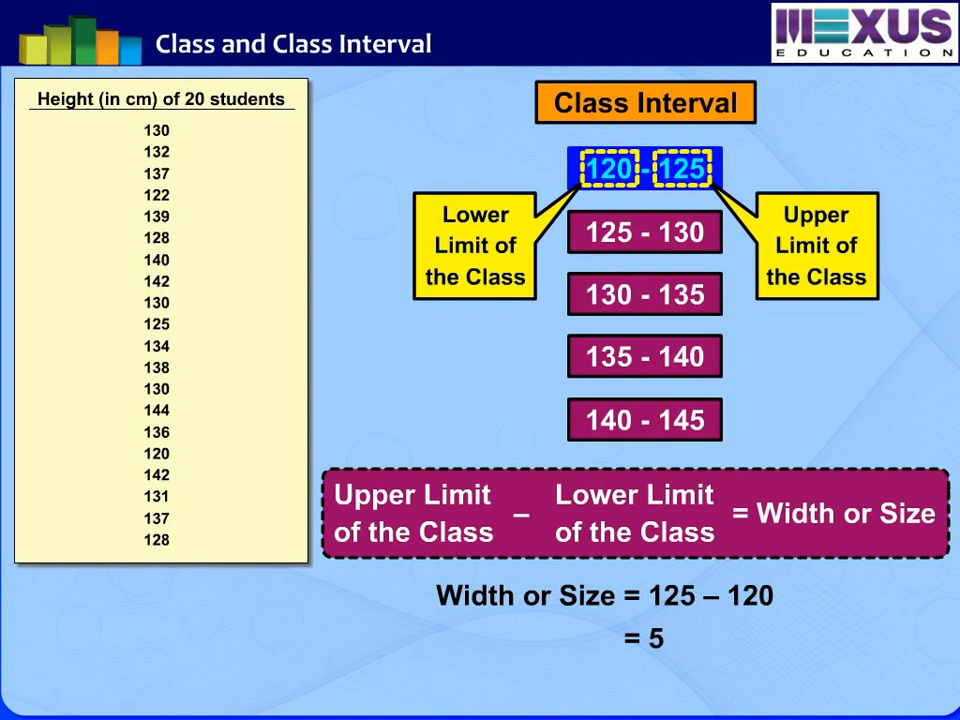 Class and Class Interval
MEXUS
EDUCATION
Height (in cm) of 20 students
130
132
137
122
139
128
140
142
130
125
134
138
130
144
136
120
142
131
137
128
Class Interval
120 - 125
Lower
Limit of
the Class
Upper
Limit of
the Class
125 - 130
130 - 135
135 - 140
140 - 145
Upper Limit
of the Class
–
Lower Limit
of the Class
= Width or Size
Width or Size = 125 – 120
= 5